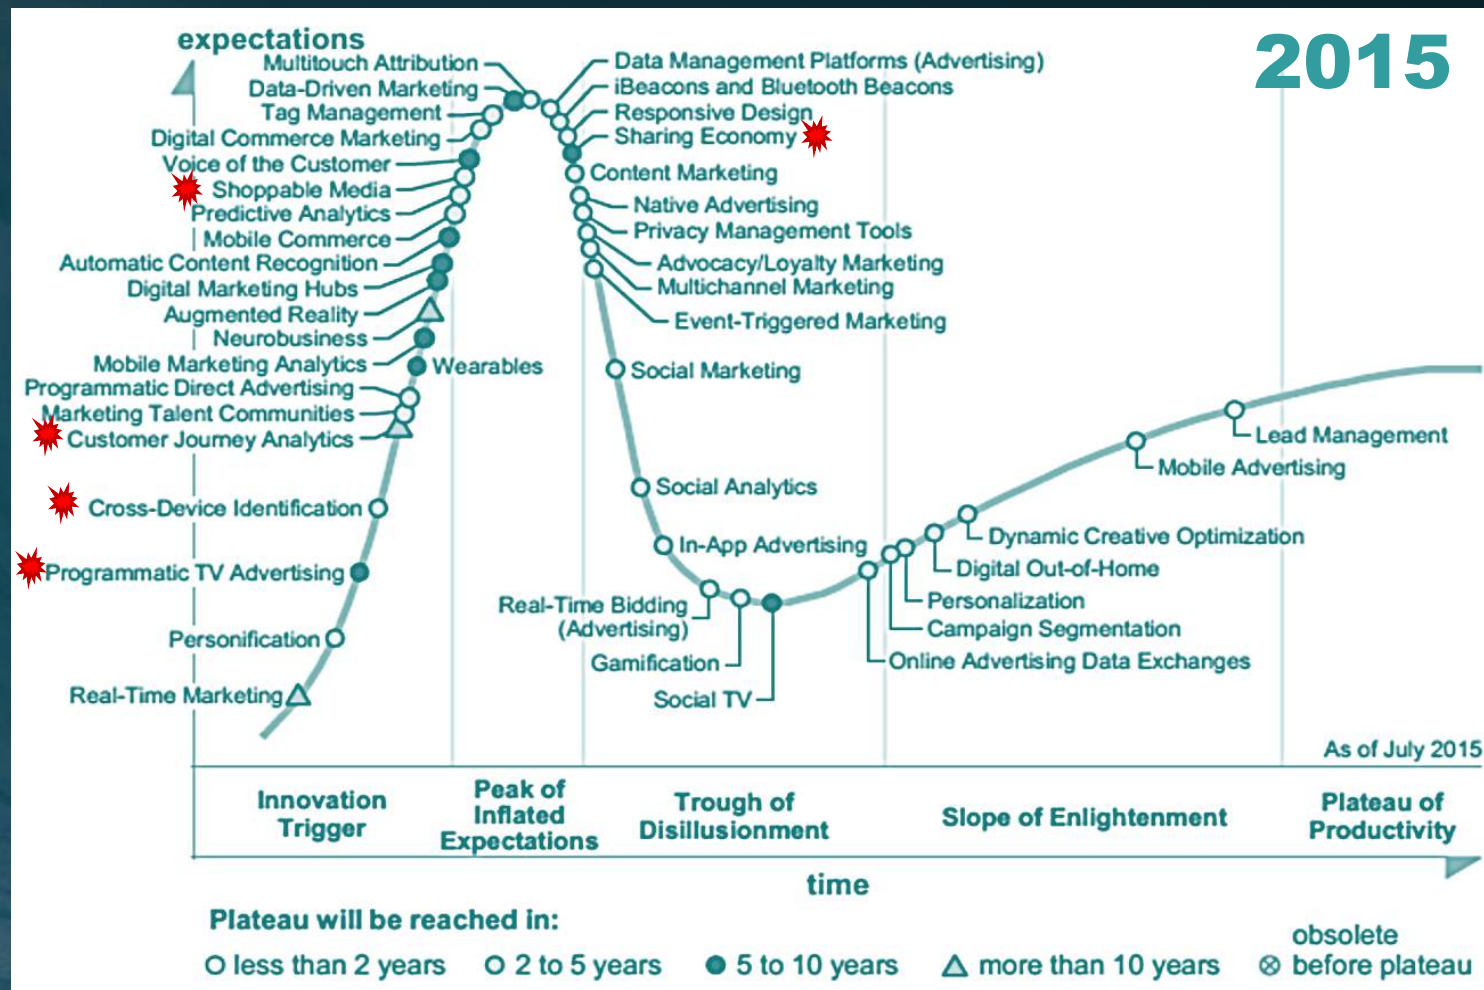 2015
expectations
Multitouch Attribution
Data-Driven Marketing
Tag Management
Digital Commerce Marketing
Voice of the Customer
Shoppable Media
Predictive Analytics
Mobile Commerce
Automatic Content Recognition
Digital Marketing Hubs
Augmented Reality
Neurobusiness
Mobile Marketing Analytics
Wearables
Programmatic Direct Advertising
Marketing Talent Communities
Customer Journey Analytics
Cross-Device Identification
Programmatic TV Advertising
Personification
Real-Time Marketing
Data Management Platforms (Advertising)
iBeacons and Bluetooth Beacons
Responsive Design
Sharing Economy
Content Marketing
Native Advertising
Privacy Management Tools
Advocacy/Loyalty Marketing
Multichannel Marketing
Event-Triggered Marketing
Social Marketing
Social Analytics
In-App Advertising
Real-Time Bidding
(Advertising)
Gamification
Social TV
Lead Management
Mobile Advertising
Dynamic Creative Optimization
Digital Out-of-Home
Personalization
Campaign Segmentation
Online Advertising Data Exchanges
As of July 2015
Innovation
Trigger
Peak of
Inflated
Expectations
Trough of
Disillusionment
Slope of Enlightenment
Plateau of
Productivity
time
Plateau will be reached in:
less than 2 years
2 to 5 years
5 to 10 years
more than 10 years
obsolete
before plateau